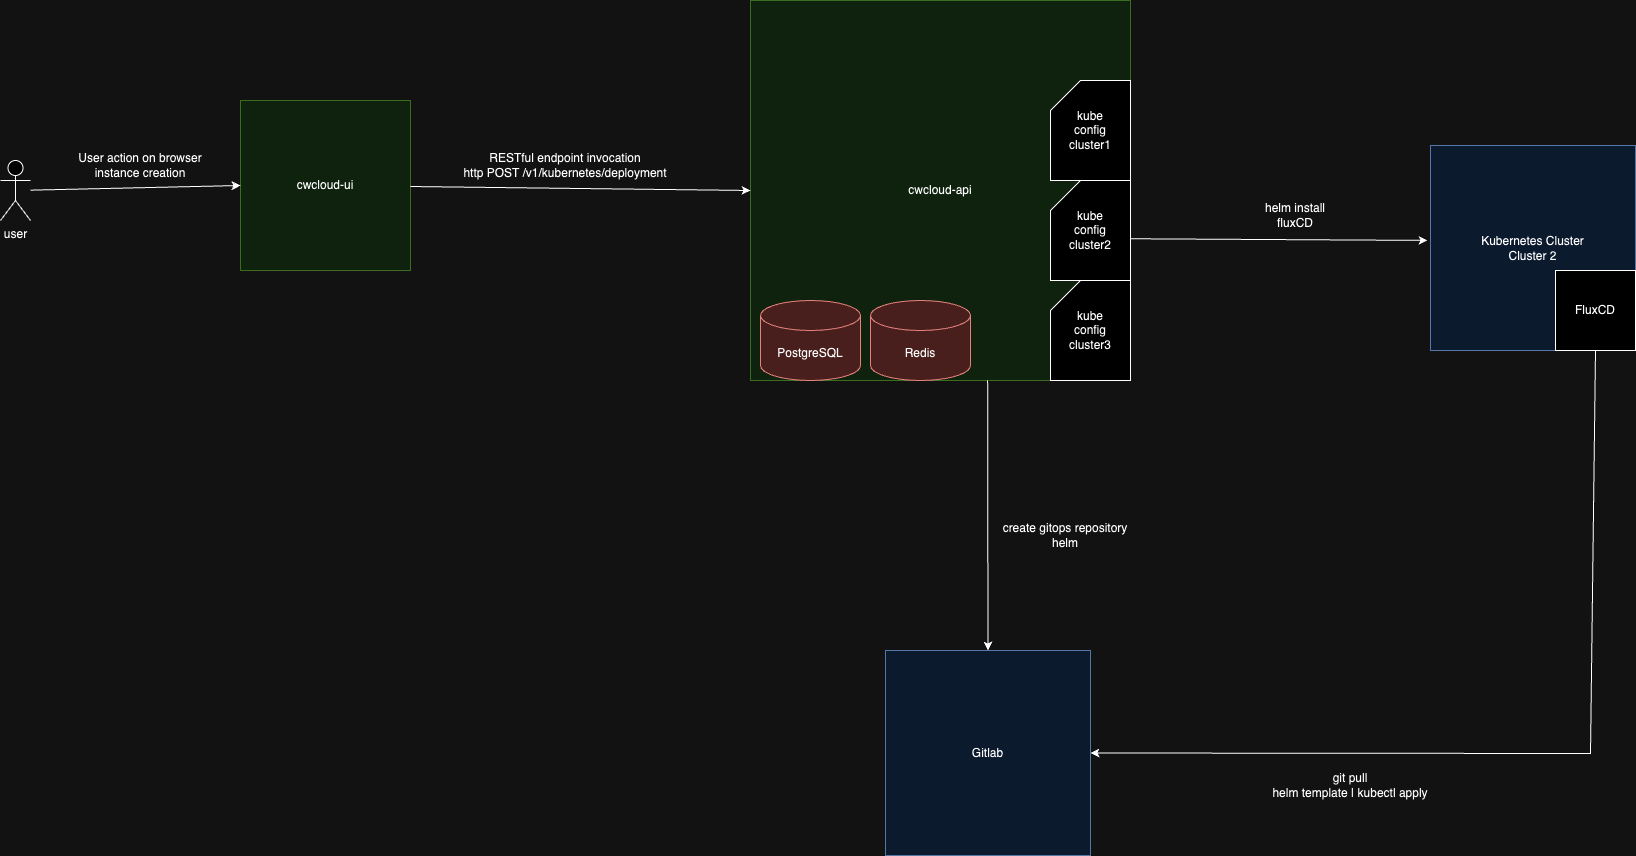 User action on browser
instance creation
user
cwcloud-ui
RESTful endpoint invocation
http POST /v1/kubernetes/deployment
cwcloud-api
kube
config
cluster1
kube
config
cluster2
kube
config
cluster3
PostgreSQL
Redis
helm install
fluxCD
Kubernetes Cluster
Cluster 2
FluxCD
create gitops repository
helm
Gitlab
git pull
helm template | kubectl apply